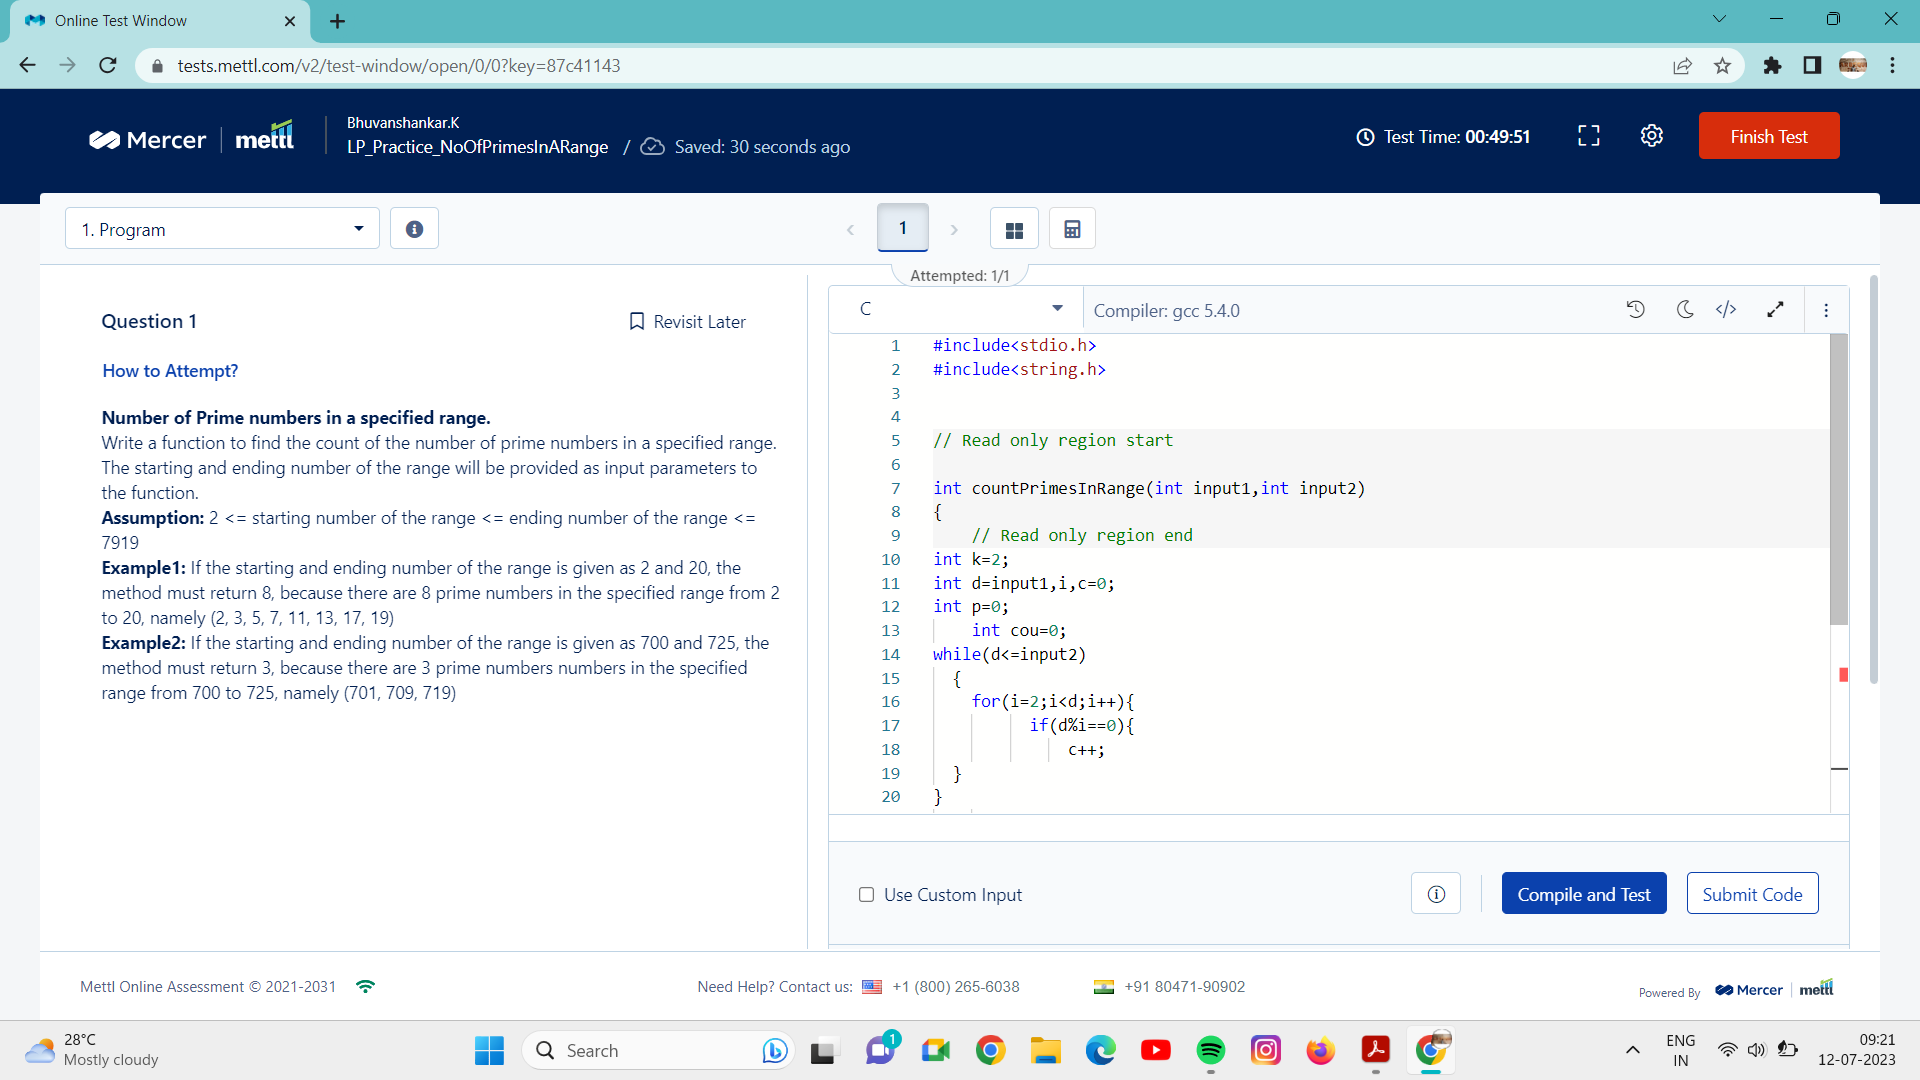 Online Test Window
tests.mettl.com/v2/test-window/open/0/0?key=87c41143
Mercer mettl
Bhuvanshankar.K
LP_Practice_NoOfPrimesInARange / Saved: 30 seconds ago
Test Time: 00:49:51
Finish Test
1. Program
1
Attempted: 1/1
Question 1
Revisit Later
How to Attempt?
Number of Prime numbers in a specified range.
Write a function to find the count of the number of prime numbers in a specified range.
The starting and ending number of the range will be provided as input parameters to
the function.
Assumption: 2 <= starting number of the range <= ending number of the range <=
7919
Example1: If the starting and ending number of the range is given as 2 and 20, the
method must return 8, because there are 8 prime numbers in the specified range from 2
to 20, namely (2, 3, 5, 7, 11, 13, 17, 19)
Example2: If the starting and ending number of the range is given as 700 and 725, the
method must return 3, because there are 3 prime numbers numbers in the specified
range from 700 to 725, namely (701, 709, 719)
C
Compiler: gcc 5.4.0
1 #include<stdio.h>
2 #include<string.h>
3
4
5 // Read only region start
6
7 int countPrimesInRange(int input1,int input2)
8 {
9 // Read only region end
10 int k=2;
11 int d=input1,i,c=0;
12 int p=0;
13 int cou=0;
14 while(d<=input2)
15 {
16 for(i=2;i<d;i++){
17 if(d%i==0){
18 c++;
19 }
20 }
Use Custom Input
Compile and Test
Submit Code
Mettl Online Assessment © 2021-2031
Need Help? Contact us: +1 (800) 265-6038
+91 80471-90902
Powered By Mercer mettl
28°C
Mostly cloudy
Search
1
ENG
IN
09:21
12-07-2023